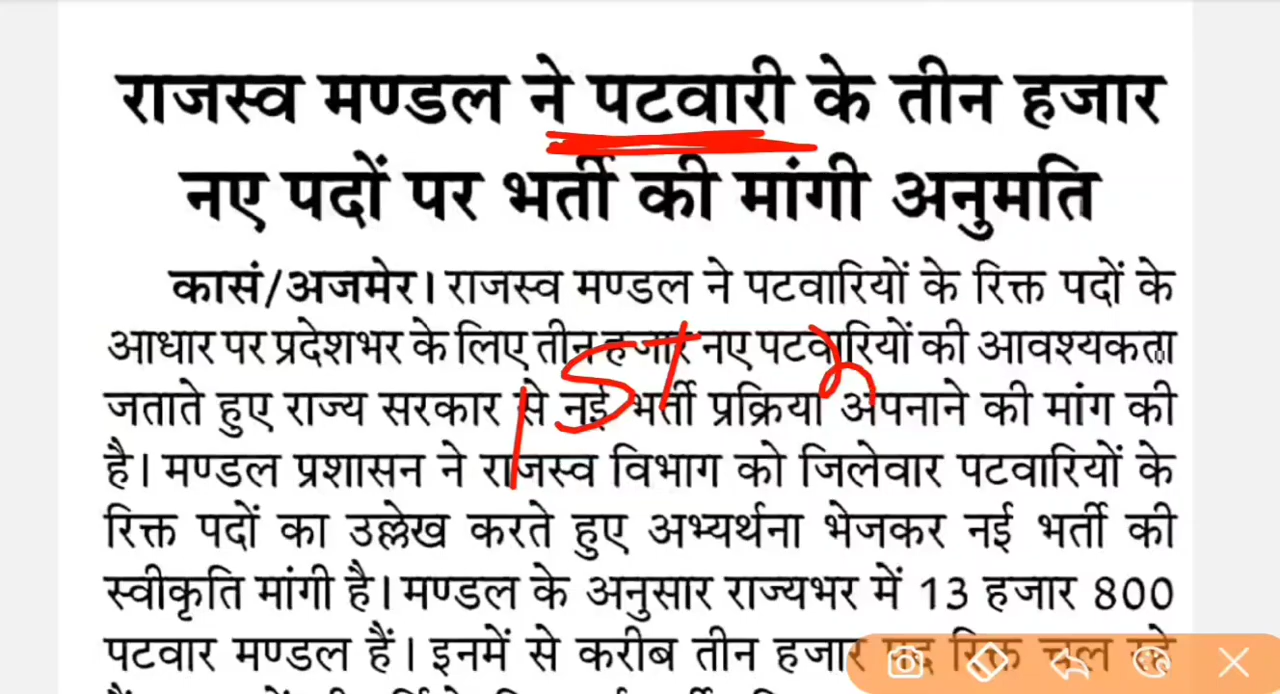 राजस्व मण्डल ने पटवारी के तीन हजार
नए पदों पर भर्ती की मांगी अनुमति
कासं/अजमेर। राजस्व मण्डल ने पटवारियों के रिक्त पदों के
आधार पर प्रदेशभर के लिए तीन हजार नए पटवारियों की आवश्यकता
जताते हुए राज्य सरकार से नई भर्ती प्रक्रिया अपनाने की मांग की
है। मण्डल प्रशासन ने राजस्व विभाग को जिलेवार पटवारियों के
रिक्त पदों का उल्लेख करते हुए अभ्यर्थना भेजकर नई भर्ती की
स्वीकृति मांगी है। मण्डल के अनुसार राज्यभर में 13 हजार 800
पटवार मण्डल हैं। इनमें से करीब तीन हजार पद रिक्त चल रहे